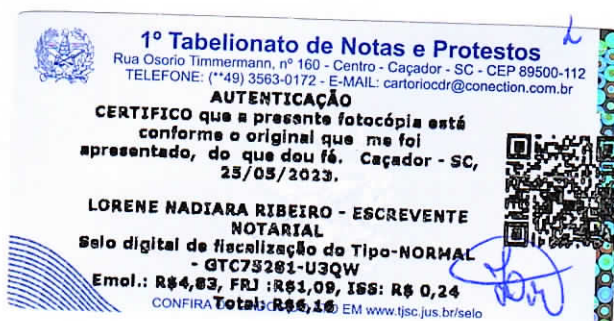 1º Tabelionato de Notas e Protestos
Rua Osorio Timmermann, nº 160 - Centro - Caçador - SC - CEP 89500-112
TELEFONE: (**49) 3563-0172 - E-MAIL: cartoriocdr@conection.com.br
AUTENTICAÇÃO
CERTIFICO que a presente fotocópia está
conforme o original que me foi
apresentado, do que dou fé. Caçador - SC,
25/05/2023.
LORENE NADIARA RIBEIRO - ESCREVENTE
NOTARIAL
Selo digital de fiscalização do Tipo-NORMAL
- GTC75281-U3QW
Emol.: R$4,83, FRJ :R$1,09, ISS: R$ 0,24
Total: R$6,16
CONFIRA EM www.tjsc.jus.br/selo